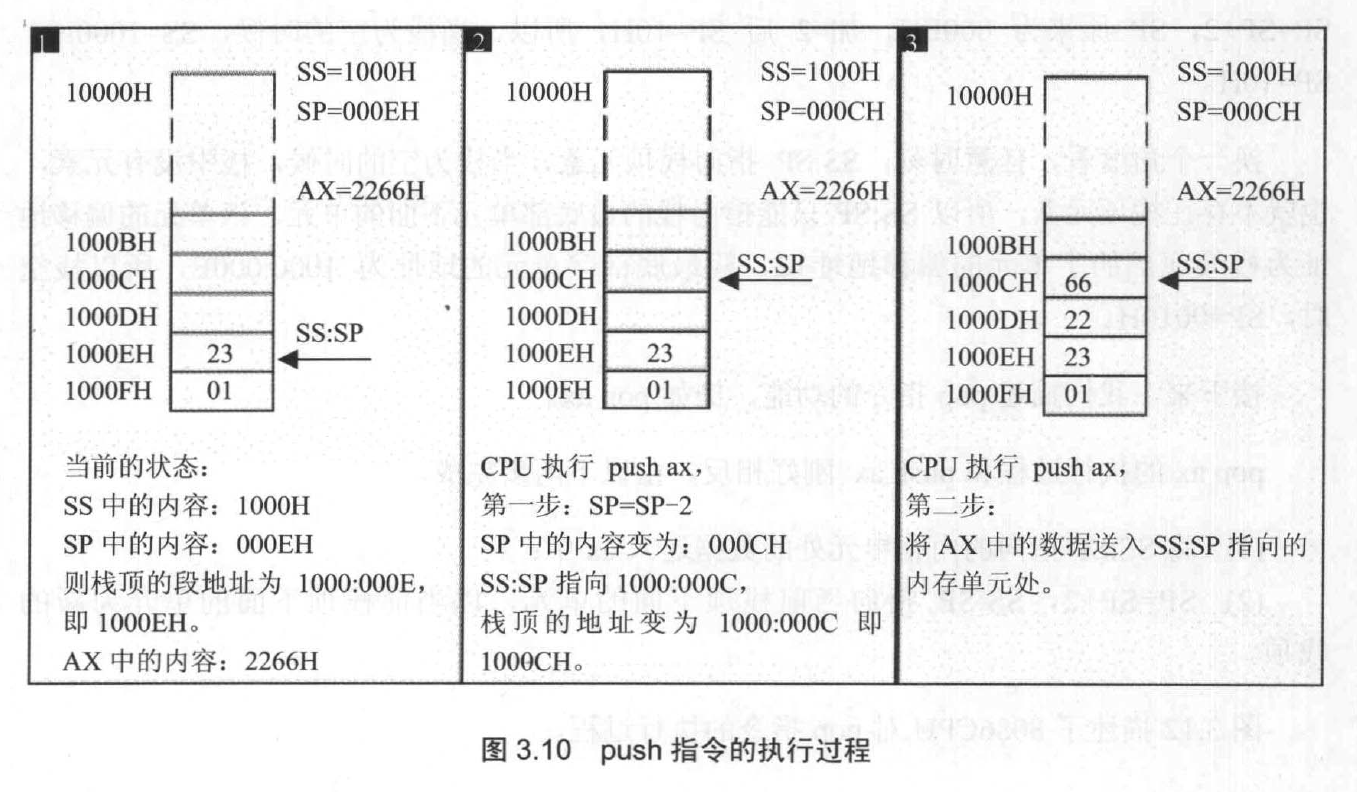 1
SS=1000H
10000H
SP=000EH
AX=2266H
1000BH
1000CH
1000DH
SS:SP
1000EH 23
1000FH 01
当前的状态：
SS 中的内容：1000H
SP 中的内容：000EH
则栈顶的段地址为 1000:000E，
即 1000EH。
AX 中的内容：2266H
2
SS=1000H
10000H
SP=000CH
AX=2266H
1000BH
SS:SP
1000CH
1000DH
1000EH 23
1000FH 01
CPU 执行 push ax，
第一步：SP=SP-2
SP 中的内容变为：000CH
SS:SP 指向 1000:000C，
栈顶的地址变为 1000:000C 即
1000CH。
3
SS=1000H
10000H
SP=000CH
AX=2266H
1000BH
SS:SP
1000CH 66
1000DH 22
1000EH 23
1000FH 01
CPU 执行 push ax，
第二步：
将 AX 中的数据送入 SS:SP 指向的
内存单元处。
图 3.10 push 指令的执行过程